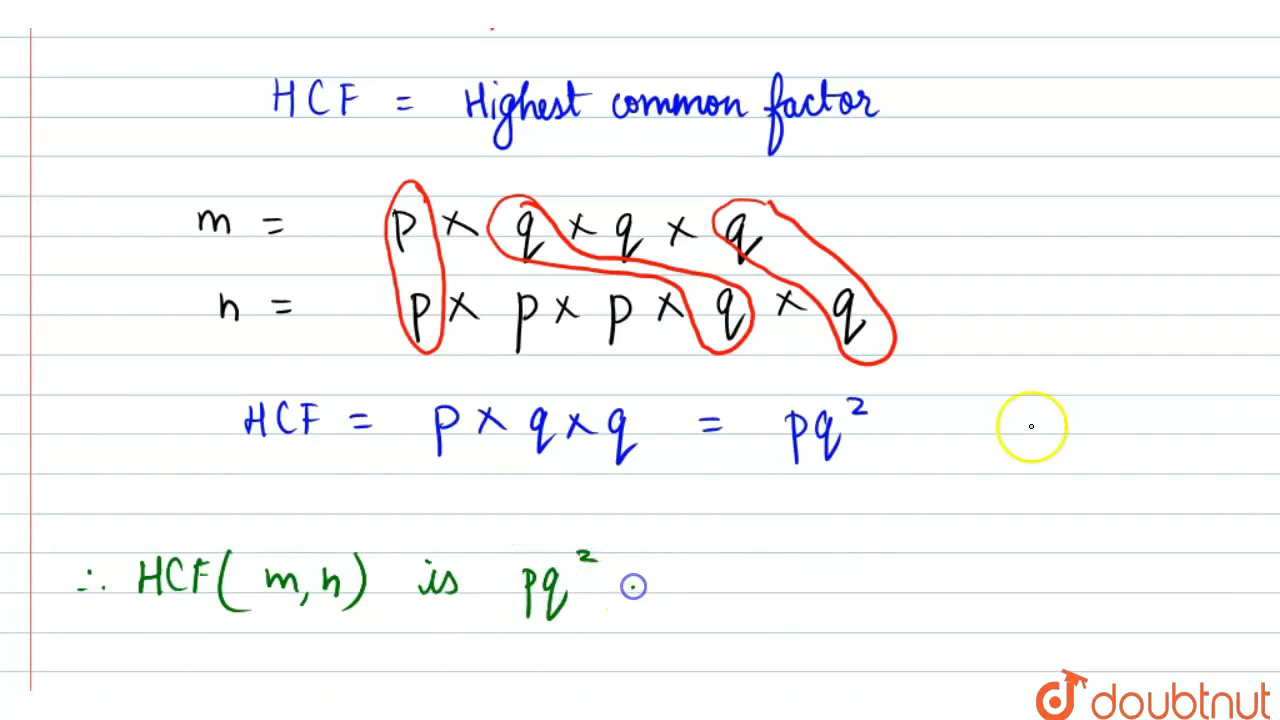 HCF = Highest common factor
m = p × q × q × q
n = p × p × p × q × q
HCF = p × q × q = pq²
∴ HCF(m, n) is pq².
doubtnut